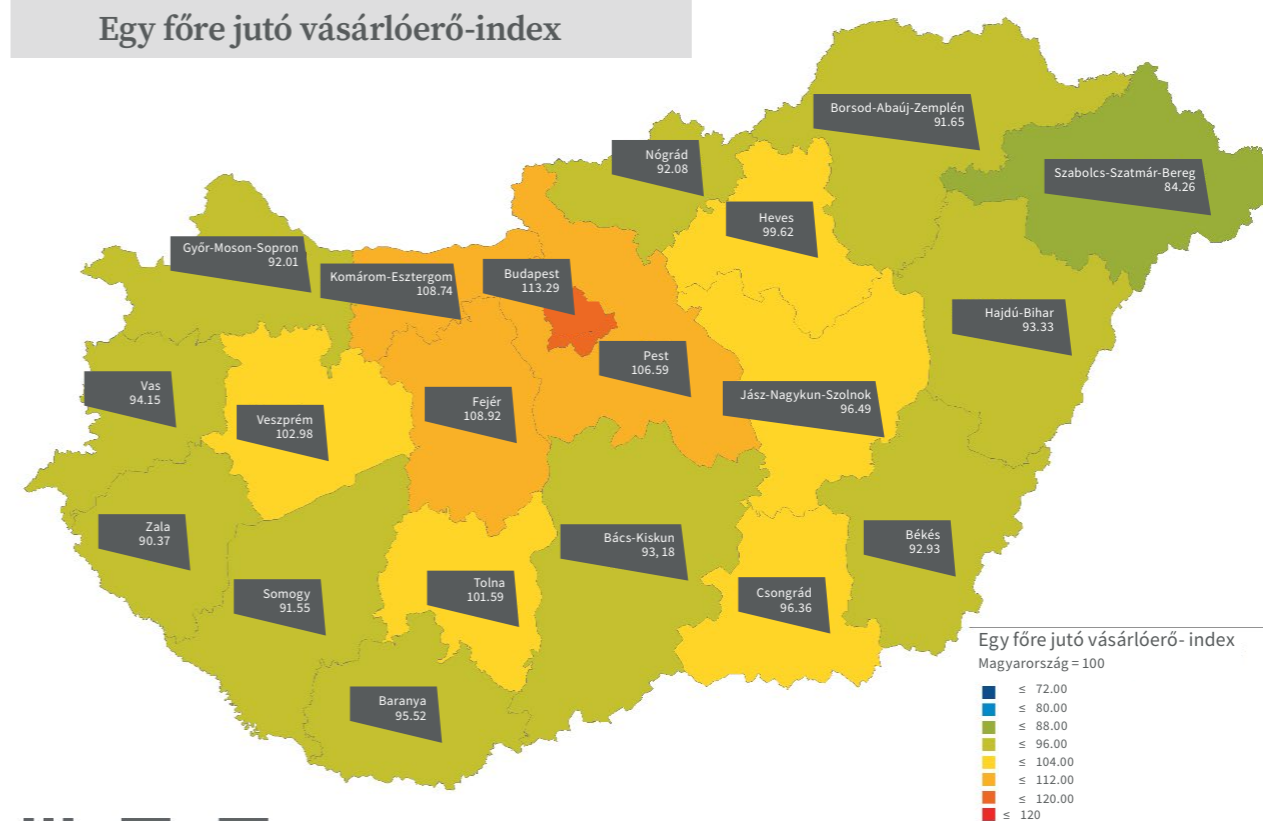 Egy főre jutó vásárlóerő-index
Borsod-Abaúj-Zemplén
91.65
Nógrád
92.08
Szabolcs-Szatmár-Bereg
84.26
Heves
99.62
Győr-Moson-Sopron
92.01
Komárom-Esztergom
108.74
Budapest
113.29
Hajdú-Bihar
93.33
Pest
106.59
Vas
94.15
Veszprém
102.98
Fejér
108.92
Jász-Nagykun-Szolnok
96.49
Zala
90.37
Bács-Kiskun
93,18
Békés
92.93
Somogy
91.55
Tolna
101.59
Csongrád
96.36
Baranya
95.52
Egy főre jutó vásárlóerő- index
Magyarország = 100
≤ 72.00
≤ 80.00
≤ 88.00
≤ 96.00
≤ 104.00
≤ 112.00
≤ 120.00
≤ 120